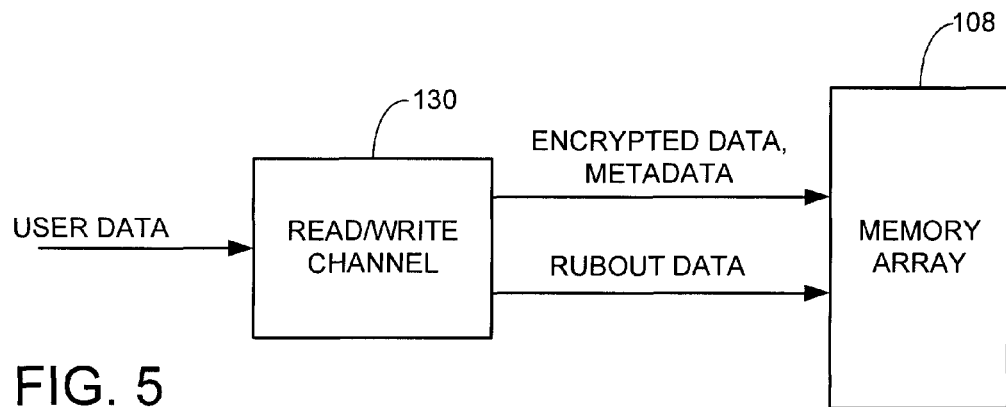 108
130
ENCRYPTED DATA,
METADATA
USER DATA
READ/WRITE
CHANNEL
MEMORY
ARRAY
RUBOUT DATA
FIG. 5